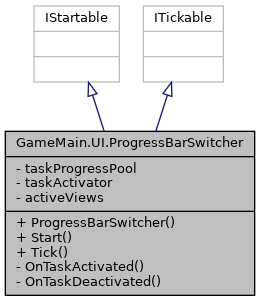 IStartable
ITickable
GameMain.UI.ProgressBarSwitcher
- taskProgressPool
- taskActivator
- activeViews
+ ProgressBarSwitcher()
+ Start()
+ Tick()
- OnTaskActivated()
- OnTaskDeactivated()